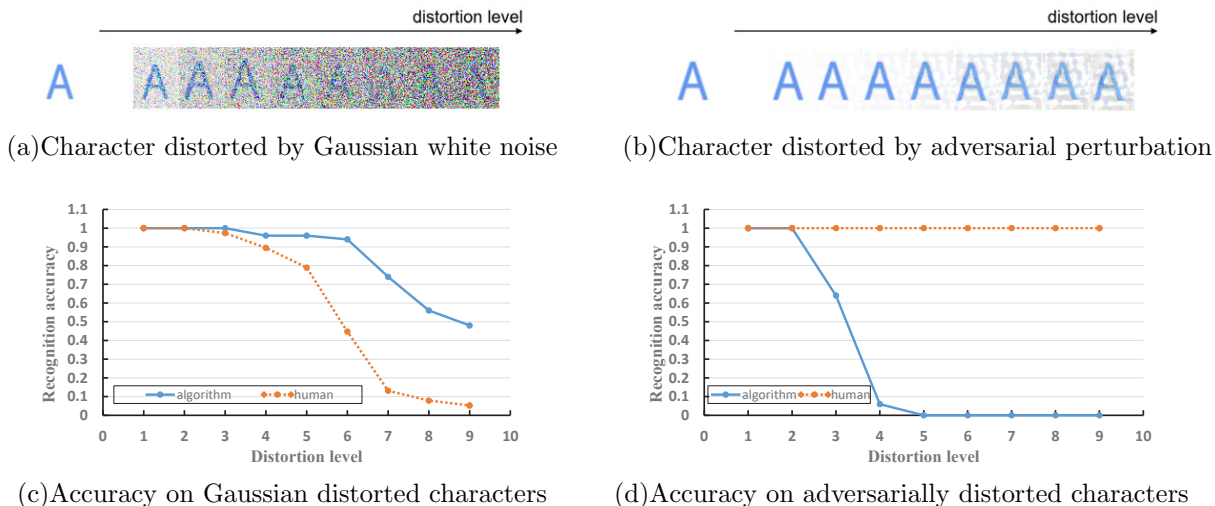 distortion level
distortion level
A A A A A A
A A A A A A A A A
(a)Character distorted by Gaussian white noise
(b)Character distorted by adversarial perturbation
1.1
1
0.9
0.8
0.7
0.6
0.5
0.4
0.3
0.2
0.1
0
Recognition accuracy
algorithm human
0 1 2 3 4 5 6 7 8 9 10
Distortion level
1.1
1
0.9
0.8
0.7
0.6
0.5
0.4
0.3
0.2
0.1
0
Recognition accuracy
algorithm human
0 1 2 3 4 5 6 7 8 9 10
Distortion level
(c)Accuracy on Gaussian distorted characters
(d)Accuracy on adversarially distorted characters